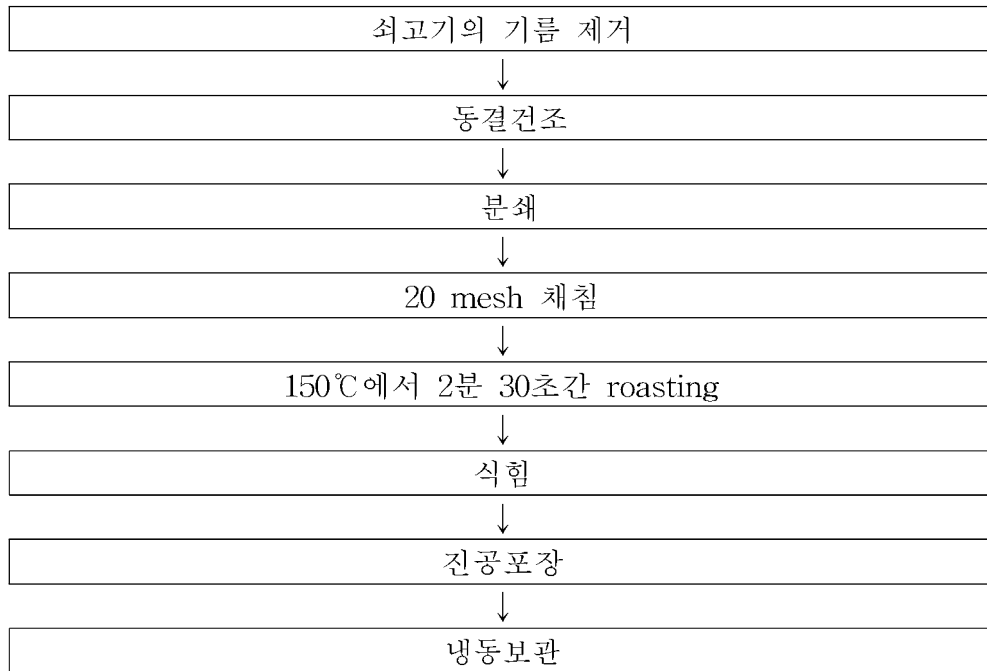 쇠고기의 기름 제거
↓
동결건조
↓
분쇄
↓
20 mesh 채침
↓
150℃에서 2분 30초간 roasting
↓
식힘
↓
진공포장
↓
냉동보관